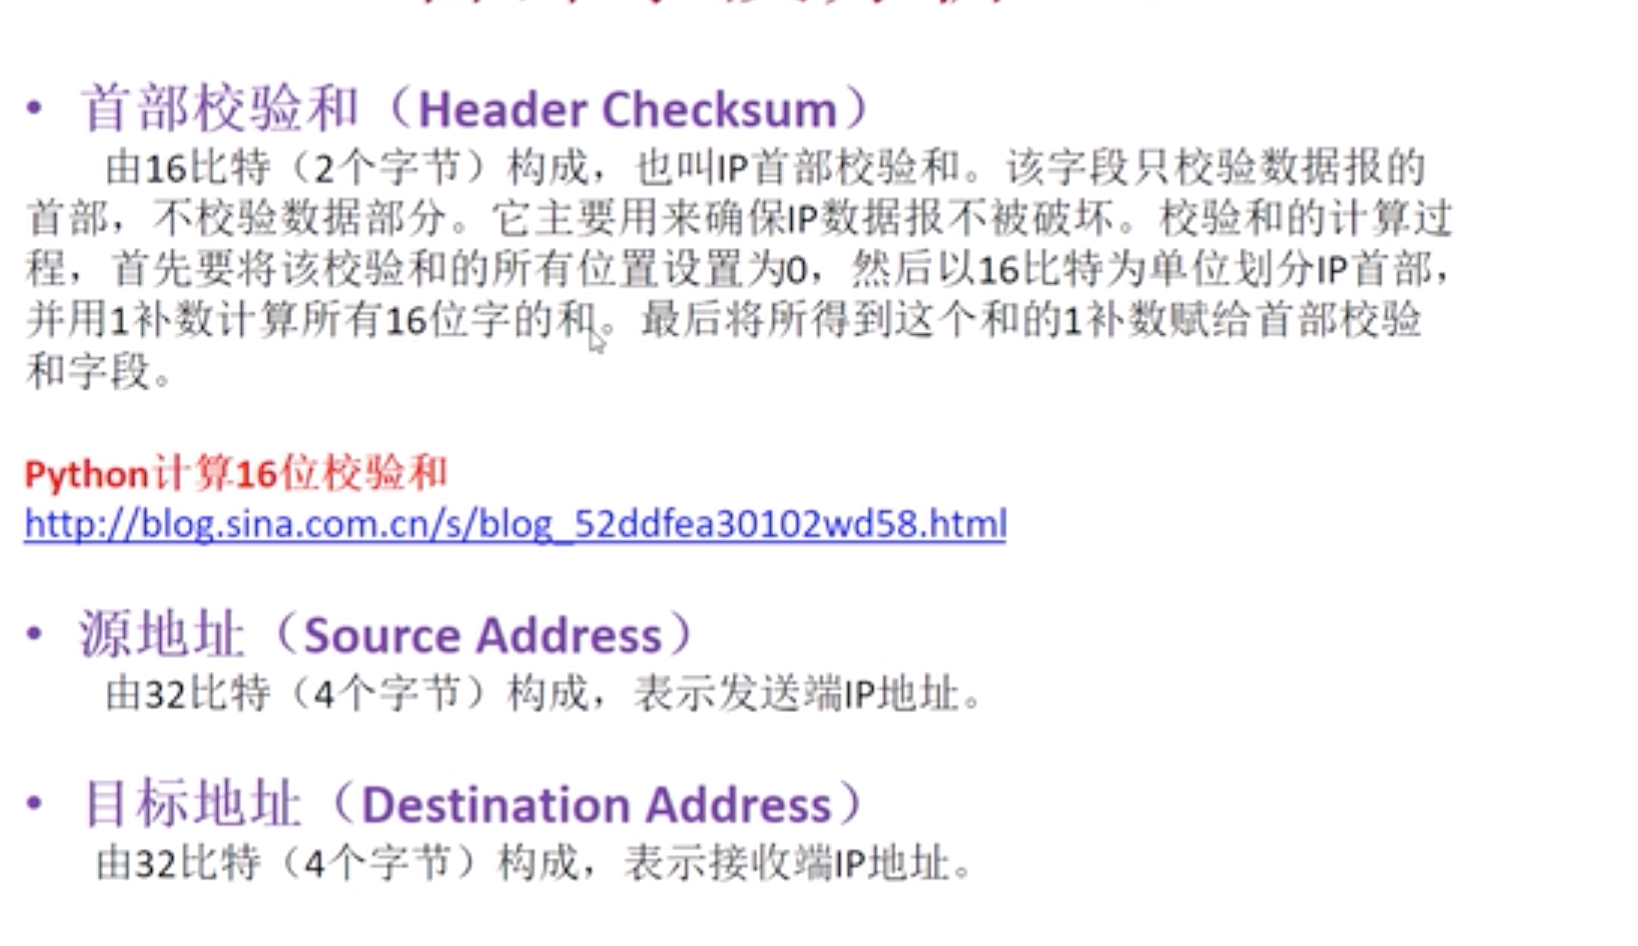 • 首部校验和（Header Checksum）
由16比特（2个字节）构成，也叫IP首部校验和。该字段只校验数据报的
首部，不校验数据部分。它主要用来确保IP数据报不被破坏。校验和的计算过
程，首先要将该校验和的所有位置设置为0，然后以16比特为单位划分IP首部，
并用1补数计算所有16位字的和。最后将所得到这个和的1补数赋给首部校验
和字段。
Python计算16位校验和
http://blog.sina.com.cn/s/blog_52ddfea30102wd58.html
• 源地址（Source Address）
由32比特（4个字节）构成，表示发送端IP地址。
• 目标地址（Destination Address）
由32比特（4个字节）构成，表示接收端IP地址。